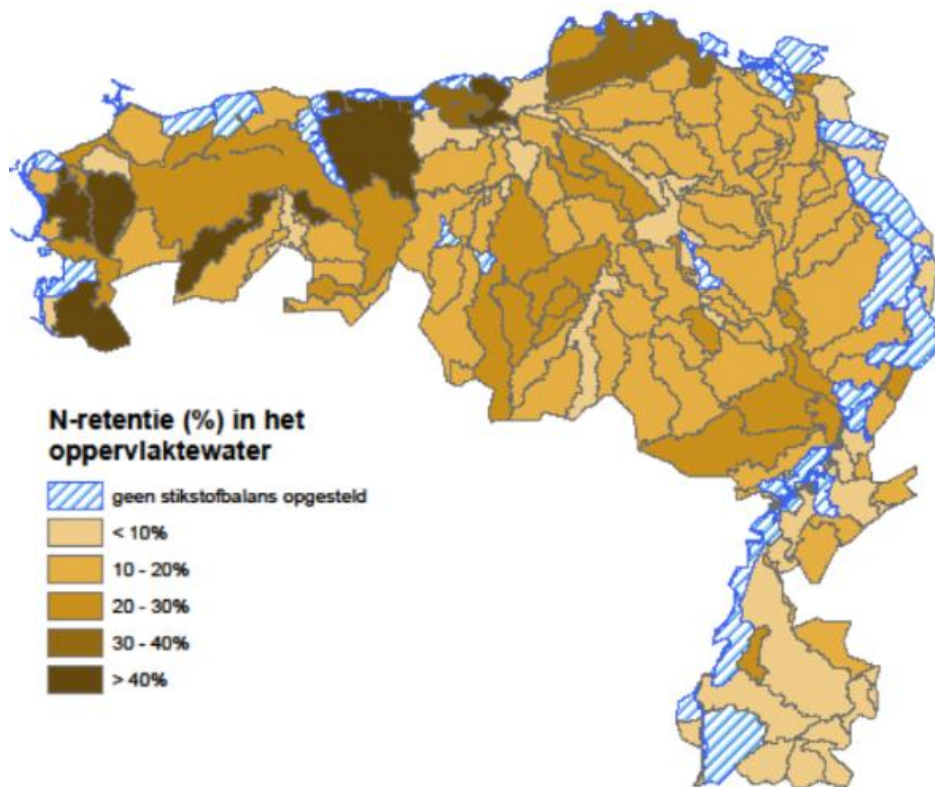 N-retentie (%) in het
oppervlaktewater
geen stikstofbalans opgesteld
< 10%
10 - 20%
20 - 30%
30 - 40%
> 40%